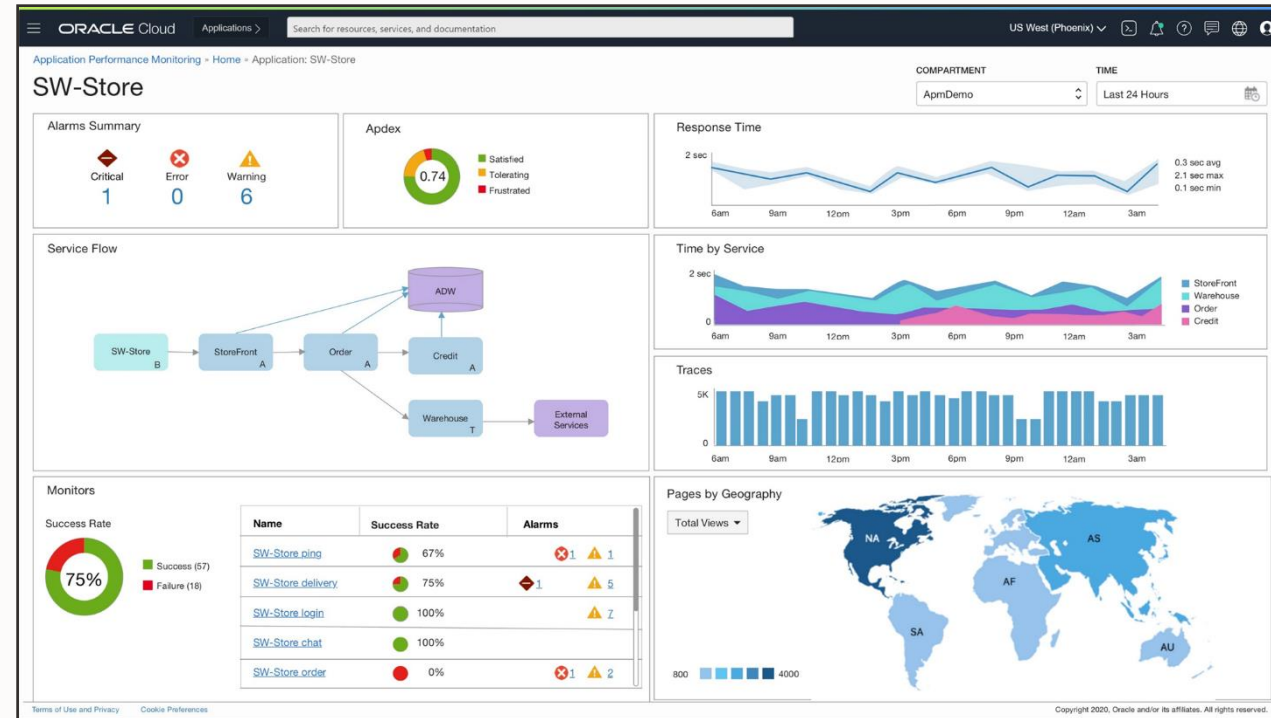 ORACLE Cloud
Applications >
Search for resources, services, and documentation
US West (Phoenix)
Application Performance Monitoring » Home » Application: SW-Store
SW-Store
COMPARTMENT
ApmDemo
TIME
Last 24 Hours
Alarms Summary
Critical
1
Error
0
Warning
6
Apdex
0.74
Satisfied
Tolerating
Frustrated
Response Time
2 sec
0.3 sec avg
2.1 sec max
0.1 sec min
6am 9am 12pm 3pm 6pm 9pm 12am 3am
Service Flow
ADW
SW-Store
B
StoreFront
A
Order
A
Credit
A
Warehouse
T
External
Services
Time by Service
2 sec
0
StoreFront
Warehouse
Order
Credit
6am 9am 12pm 3pm 6pm 9pm 12am 3am
Traces
5K
0
6am 9am 12pm 3pm 6pm 9pm 12am 3am
Monitors
Success Rate
75%
Success (57)
Failure (18)
Name Success Rate Alarms
SW-Store ping 67% 1 1
SW-Store delivery 75% 1 5
SW-Store login 100% 7
SW-Store chat 100%
SW-Store order 0% 1 2
Pages by Geography
Total Views
NA
AS
AF
SA
AU
800 4000
Terms of Use and Privacy Cookie Preferences
Copyright 2020, Oracle and/or its affiliates. All rights reserved.